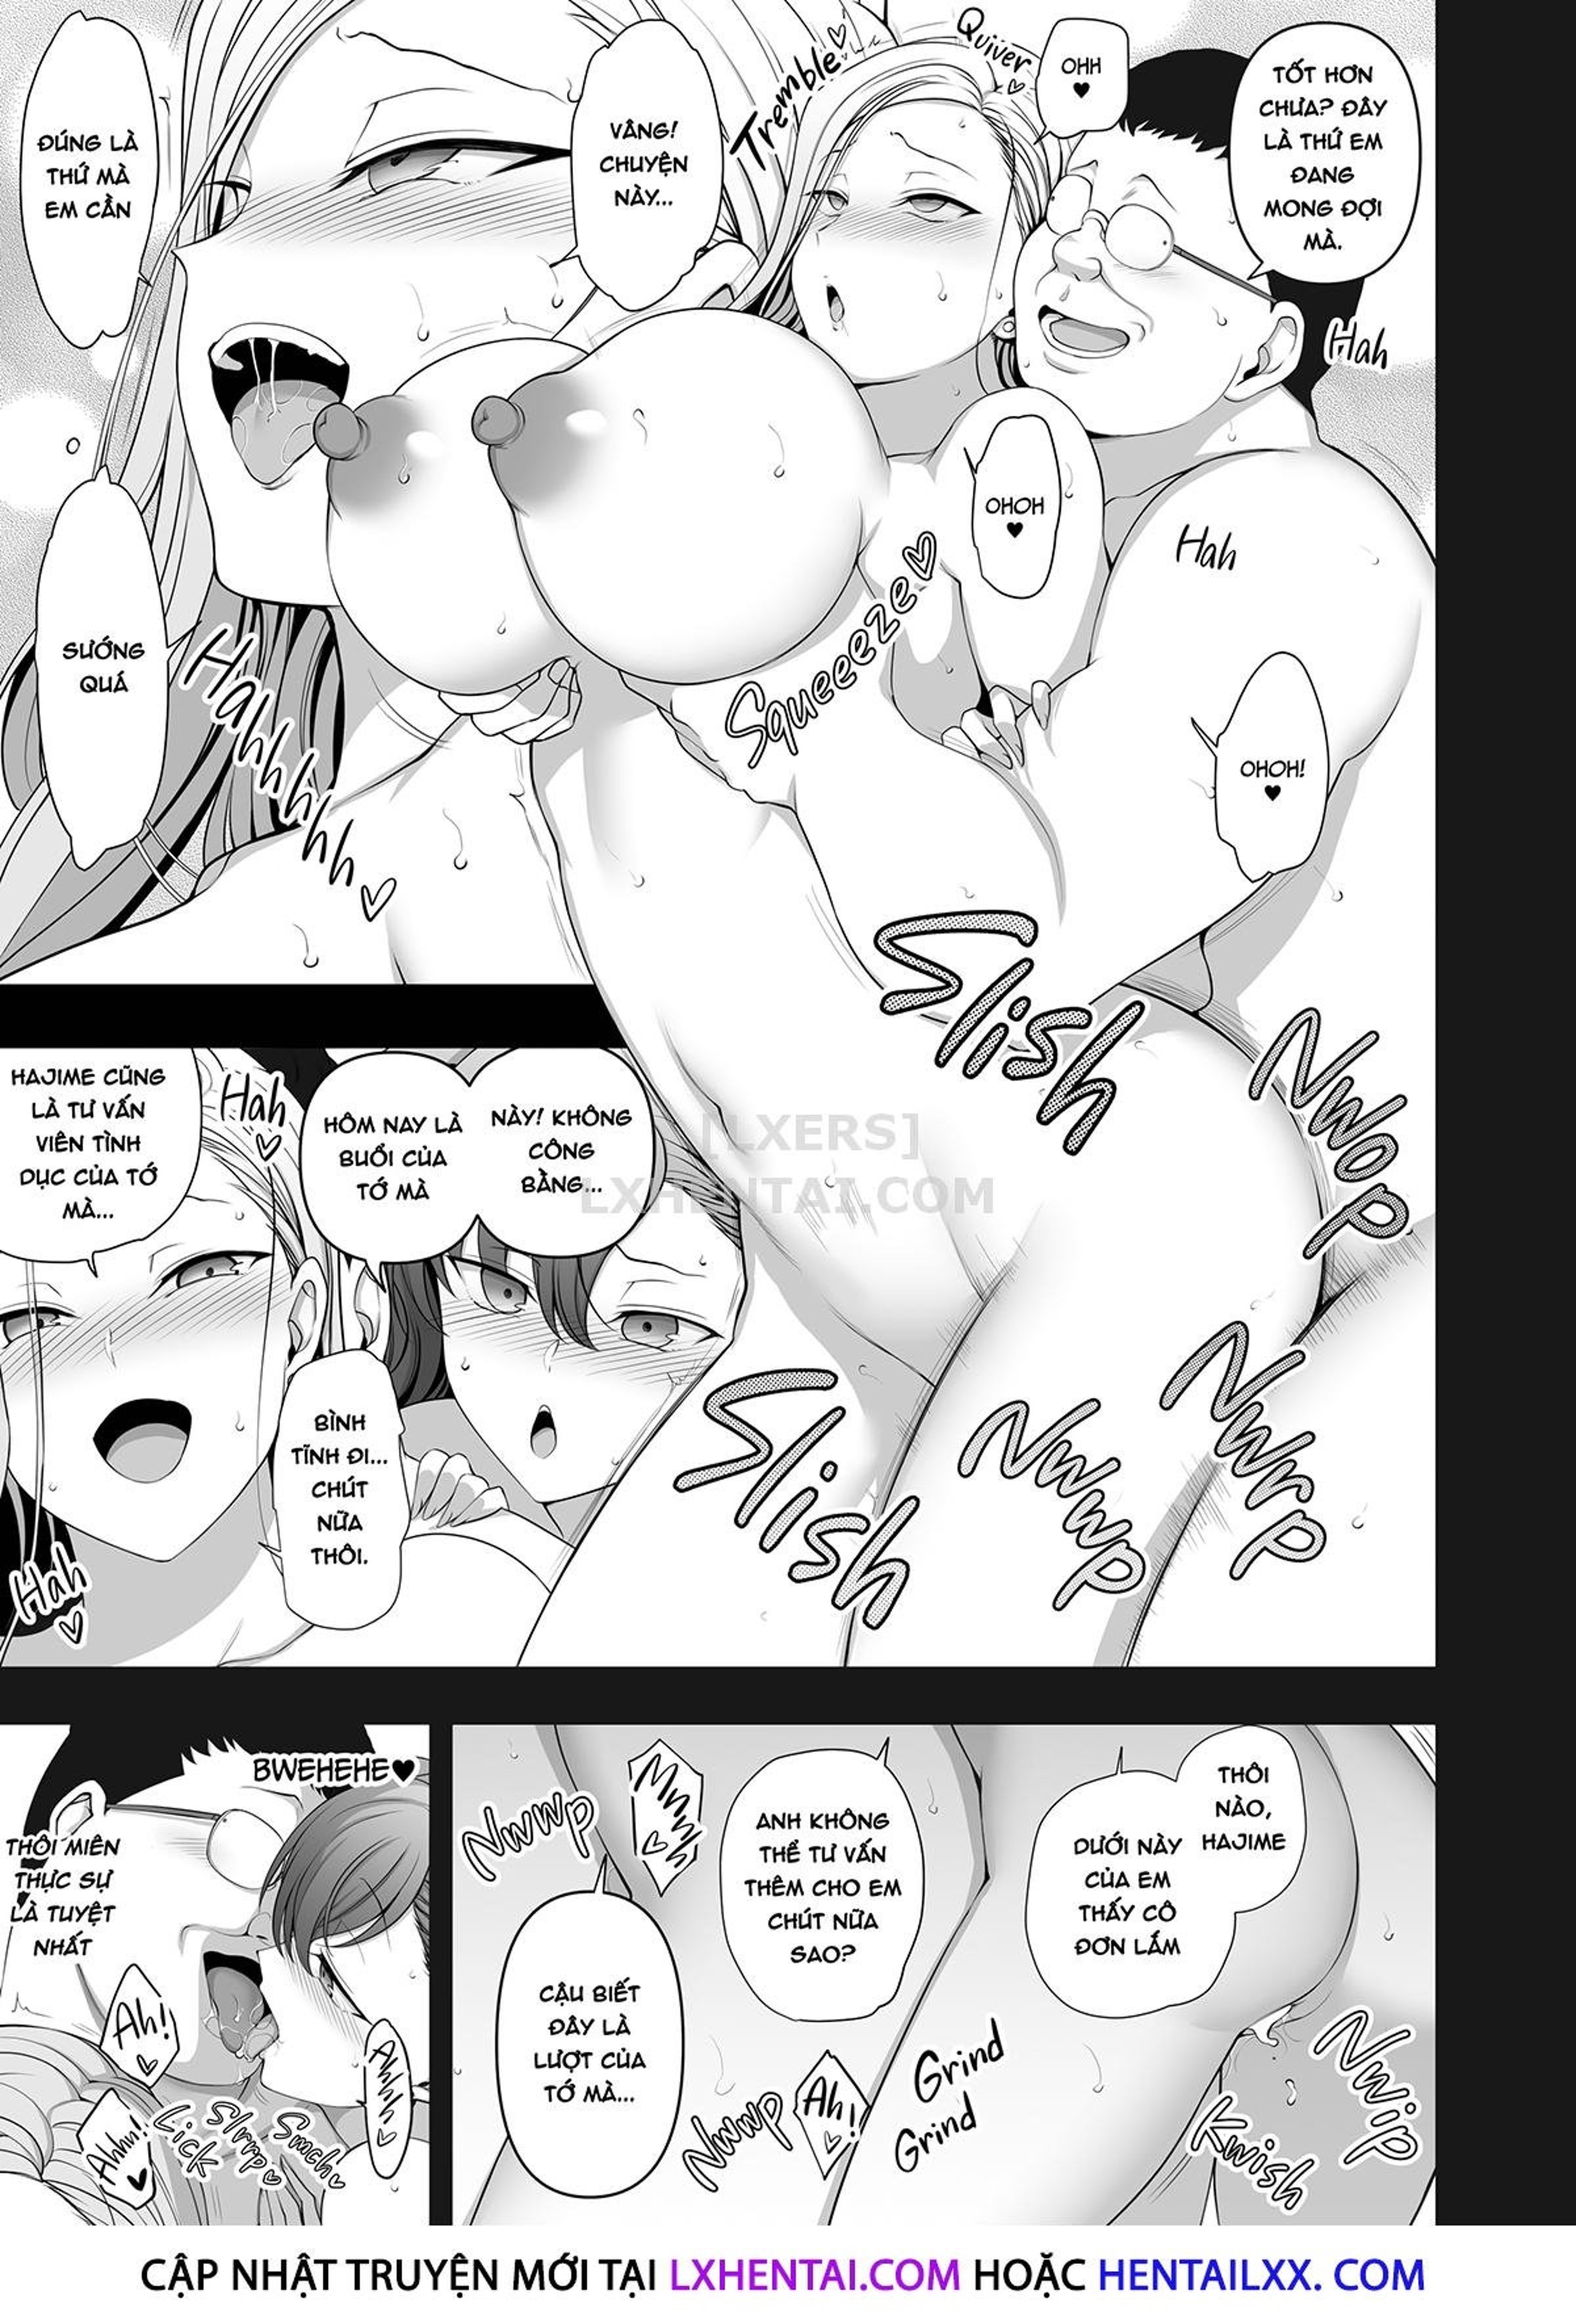 TỐT HƠN
CHƯA? ĐÂY
LÀ THỨ EM
ĐANG
MONG ĐỢI
MÀ.
OHH
♥
Quiver
Tremble
VÂNG!
CHUYỆN
NÀY...
ĐÚNG LÀ
THỨ MÀ
EM CẦN
Hah
OHOH
♥
Hah
Squeeeze
SƯỚNG
QUÁ
Hahhhhh
OHOH!
♥
Slish
Nwop
[LXERS]
LXHENTAI.COM
NÀY! KHÔNG
CÔNG
BẰNG...
HÔM NAY LÀ
BUỔI CỦA
TỚ MÀ
Hah
HAJIME CŨNG
LÀ TƯ VẤN
VIÊN TÌNH
DỤC CỦA TỚ
MÀ...
BÌNH
TĨNH ĐI...
CHÚT
NỮA
THÔI.
Hah
Slish
Nwwp
Nwrp
THÔI
NÀO,
HAJIME
DƯỚI NÀY
CỦA EM
THẤY CÔ
ĐƠN LẮM
ANH KHÔNG
THỂ TƯ VẤN
THÊM CHO EM
CHÚT NỮA
SAO?
Mmmh
Nwwp
CẬU BIẾT
ĐÂY LÀ
LƯỢT CỦA
TỚ MÀ...
Nwwp
Ah!
Grind
Grind
Nwip
Kwish
BWEHEHE♥
THÔI MIÊN
THỰC SỰ
LÀ TUYỆT
NHẤT
Ah!
Ahhh
Ahhh!
Lick
Slrrp
Smch
CẬP NHẬT TRUYỆN MỚI TẠI LXHENTAI.COM HOẶC HENTAILXX. COM